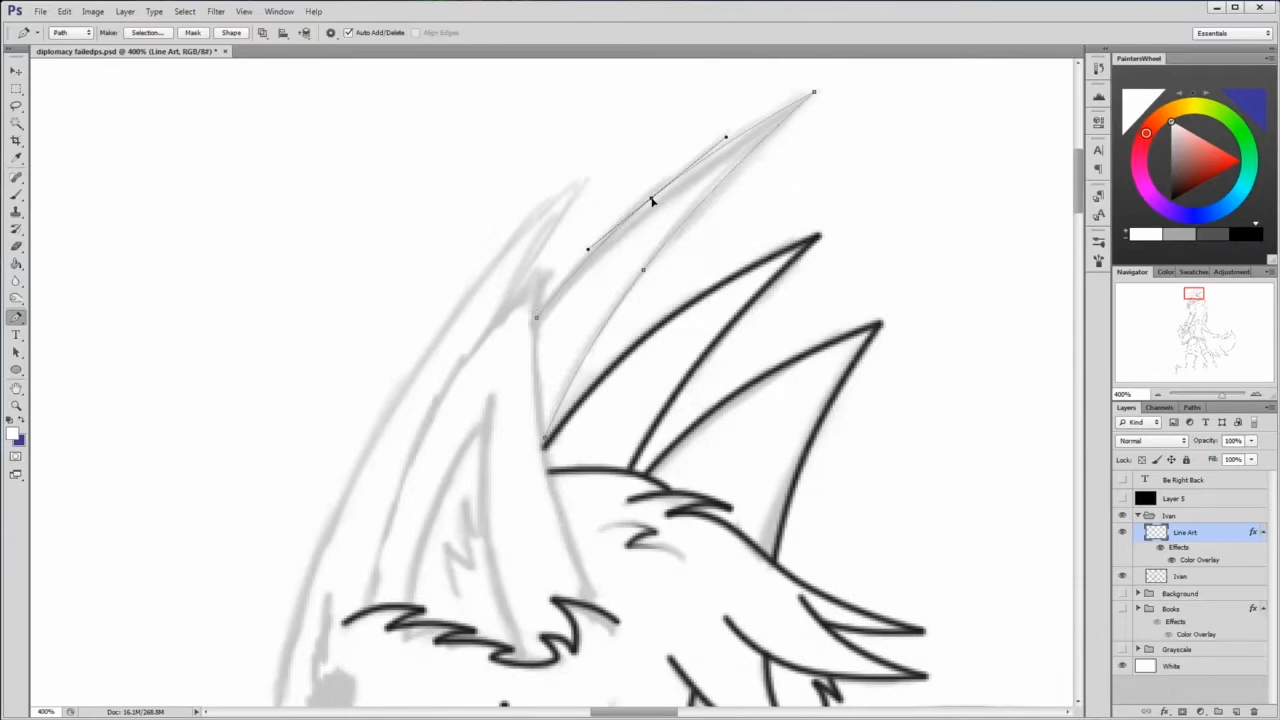 Ps File Edit Image Layer Type Select Filter View Window Help
Path Make: Selection... Mask Shape Auto Add/Delete Align Edges Essentials
diplomacy failedps.psd @ 400% (Line Art, RGB/8#) * ×
PaintersWheel
Navigator Color Swatches Adjustment
400%
Layers Channels Paths
Kind
Normal Opacity: 100%
Lock: Fill: 100%
T Be Right Back
Layer 5
Ivan
Line Art fx
Effects
Color Overlay
Ivan
Background
Books fx
Effects
Color Overlay
Grayscale
White
400% Doc: 16.1M/268.8M